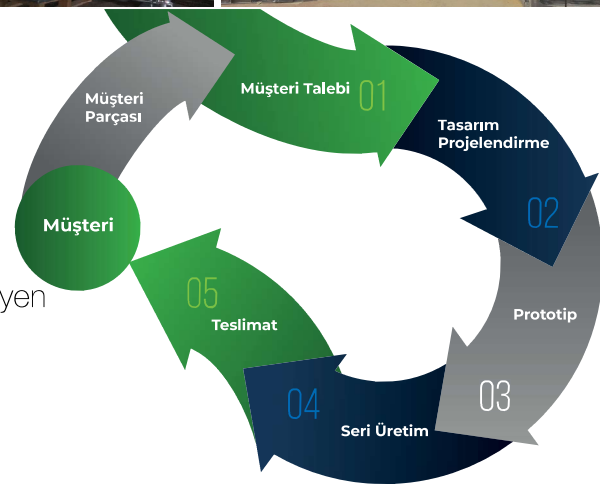 Müşteri
Parçası
Müşteri Talebi 01
Tasarım
Projelendirme
02
Müşteri
yen
05
Teslimat
Prototip
03
04
Seri Üretim